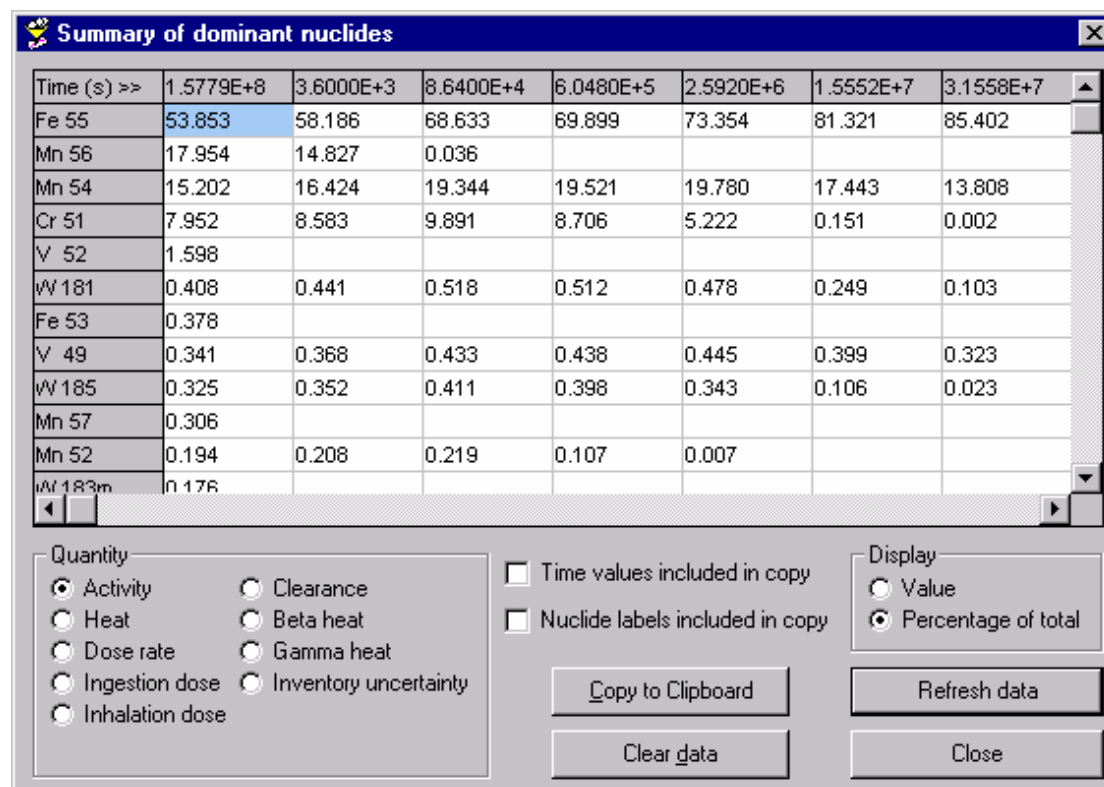 Summary of dominant nuclides
Time (s) >> 1.5779E+8 3.6000E+3 8.6400E+4 6.0480E+5 2.5920E+6 1.5552E+7 3.1558E+7
Fe 55 53.853 58.186 68.633 69.899 73.354 81.321 85.402
Mn 56 17.954 14.827 0.036
Mn 54 15.202 16.424 19.344 19.521 19.780 17.443 13.808
Cr 51 7.952 8.583 9.891 8.706 5.222 0.151 0.002
V 52 1.598
W 181 0.408 0.441 0.518 0.512 0.478 0.249 0.103
Fe 53 0.378
V 49 0.341 0.368 0.433 0.438 0.445 0.399 0.323
W 185 0.325 0.352 0.411 0.398 0.343 0.106 0.023
Mn 57 0.306
Mn 52 0.194 0.208 0.219 0.107 0.007
W 183m 0.176
Quantity
Activity Clearance
Heat Beta heat
Dose rate Gamma heat
Ingestion dose Inventory uncertainty
Inhalation dose
Time values included in copy
Nuclide labels included in copy
Display
Value
Percentage of total
Copy to Clipboard Refresh data
Clear data Close